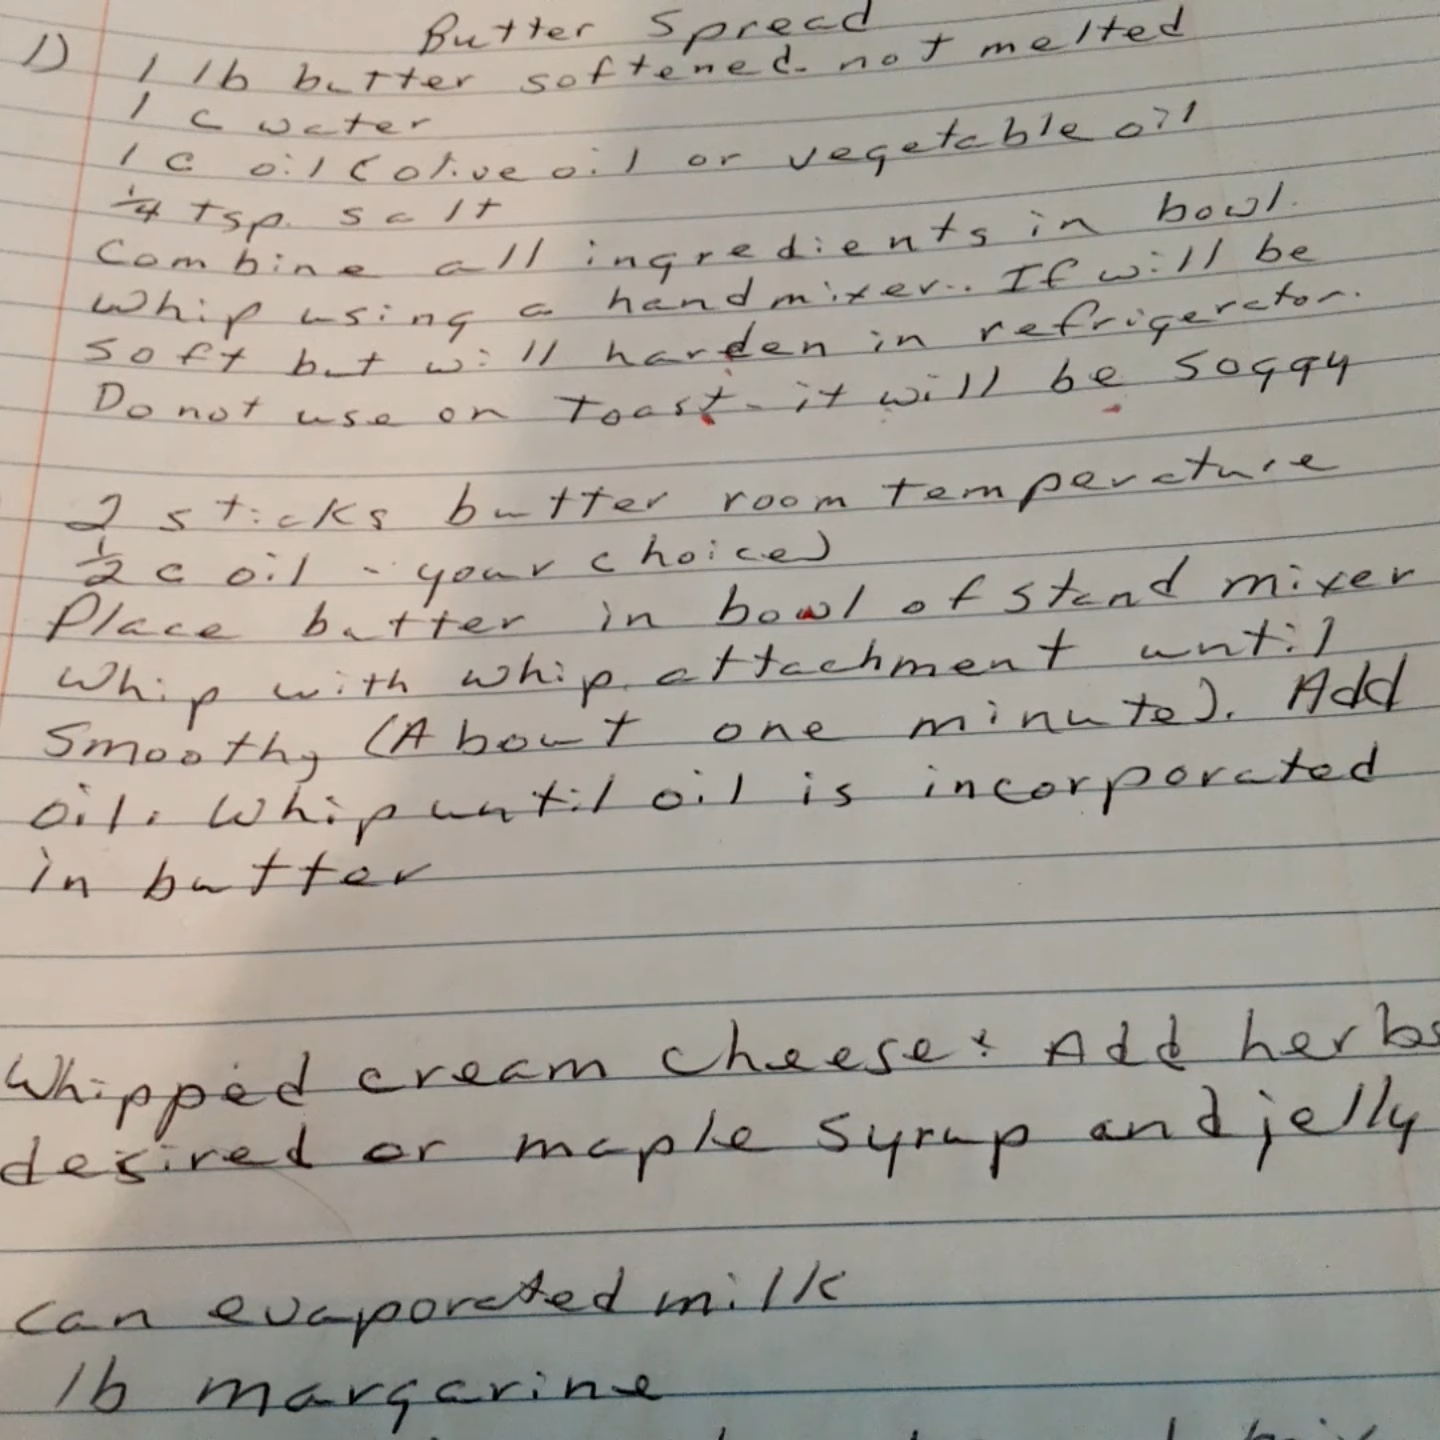 Butter Spread
1) 1 lb butter softened - not melted
1 c water
1 c oil (olive oil or vegetable oil
1/4 tsp. salt
Combine all ingredients in bowl.
Whip using a hand mixer.. If will be
soft but will harden in refrigerator.
Do not use on toast - it will be soggy
2 sticks butter room temperature
1/2 c oil - your choice)
Place butter in bowl of stand mixer
Whip with whip attachment until
Smooth, (About one minute). Add
oil. Whip until oil is incorporated
in butter
Whipped cream cheese: Add herbs
desired or maple syrup and jelly
can evaporated milk
lb margarine